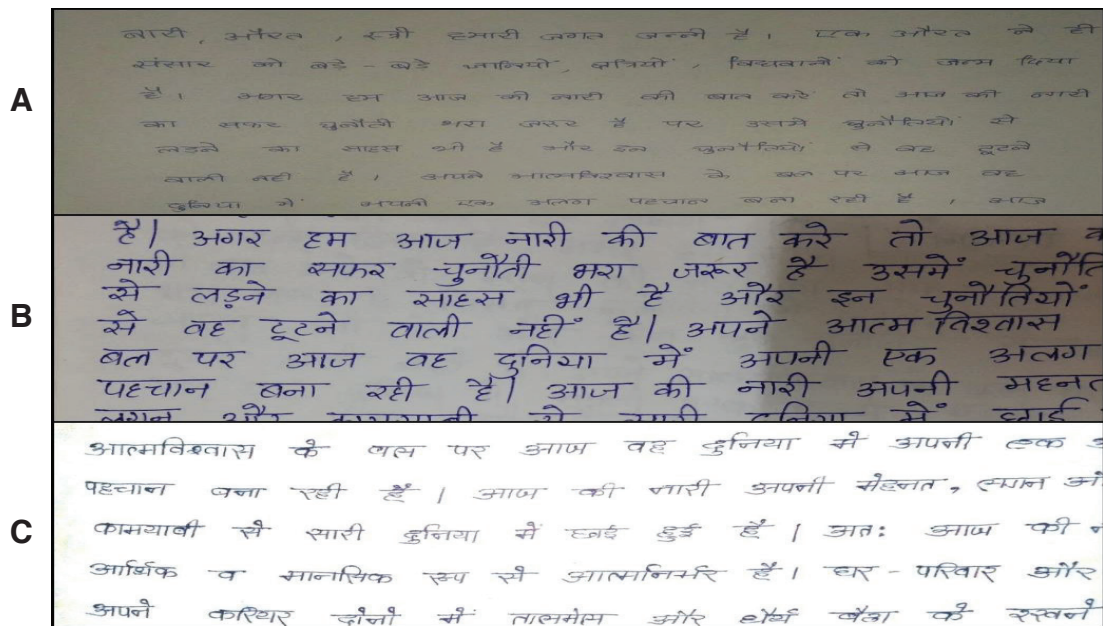 A
नारी, औरत, स्त्री हमारी जगत जन्नी है। एक औरत ने ही
संसार को बडे-बडे ज्ञानियों, क्षत्रियों, को जन्म दिया
है। अगर हम आज की नारी की बात करे तो आज की नारी
का सफर चुनौती भरा जरुर है पर उसमे चुनौतियों से
लडने का साहस भी है और इन चुनौतियों से वह टूटने
वाली नही है। अपने आत्मविश्वास के बल पर आज वह
दुनिया में अपनी एक अलग पहचान बना रही है। आज
B
है| अगर हम आज नारी की बात करे तो आज क
नारी का सफर चुनौती भरा जरूर है उसमें चुनौति
से लड़ने का साहस भी है और इन चुनौतियों
से वह टूटने वाली नहीं है| अपने आत्म विश्वास
बल पर आज वह दुनिया में अपनी एक अलग
पहचान बना रही है| आज की नारी अपनी महनत
C
आत्मविश्वास के बल पर आज वह दुनिया मे अपनी एक अ
पहचान बना रही हैं | आज की नारी अपनी मेहनत, लगन औ
कामयाबी से सारी दुनिया में छाई हुई हैं | अतः आज की न
आर्थिक व मानसिक रूप से आत्मनिर्भर है। घर-परिवार और
अपने करियर दोनो में तालमेल और धैर्य बैठा के रखने